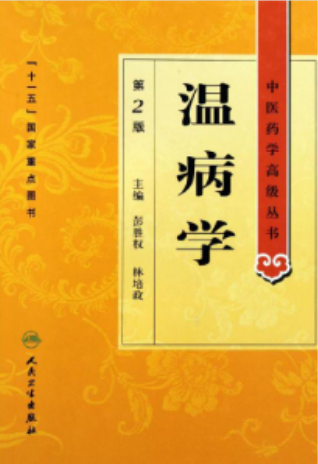 中医药学高级丛书
温病学
第2版
主编 彭胜权 林培政
「十一五」国家重点图书
人民卫生出版社